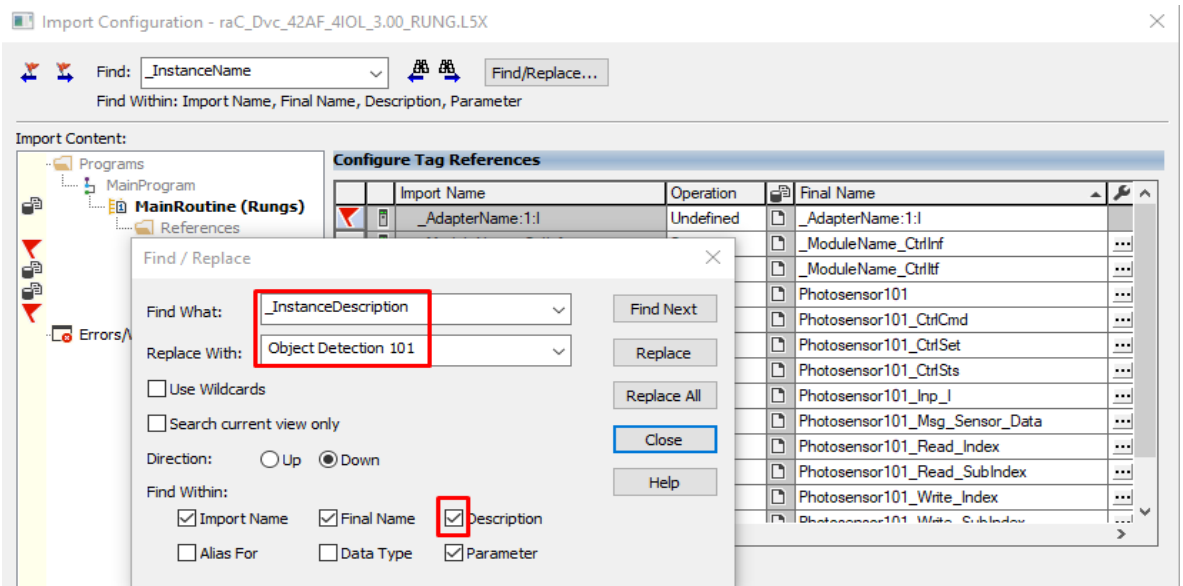 Import Configuration - raC_Dvc_42AF_4IOL_3.00_RUNG.L5X
Find: _InstanceName Find/Replace...
Find Within: Import Name, Final Name, Description, Parameter
Import Content:
Programs
MainProgram
MainRoutine (Rungs)
References
Errors/
Configure Tag References
Import Name Operation Final Name
_AdapterName:1:I Undefined _AdapterName:1:I
_ModuleName_CtrlInf
_ModuleName_CtrlItf
Photosensor101
Photosensor101_CtrlCmd
Photosensor101_CtrlSet
Photosensor101_CtrlSts
Photosensor101_Inp_I
Photosensor101_Msg_Sensor_Data
Photosensor101_Read_Index
Photosensor101_Read_SubIndex
Photosensor101_Write_Index
Photosensor101_Write_SubIndex
Find / Replace
Find What: _InstanceDescription Find Next
Replace With: Object Detection 101 Replace
Use Wildcards Replace All
Search current view only
Close
Direction: Up Down
Help
Find Within:
Import Name Final Name Description
Alias For Data Type Parameter